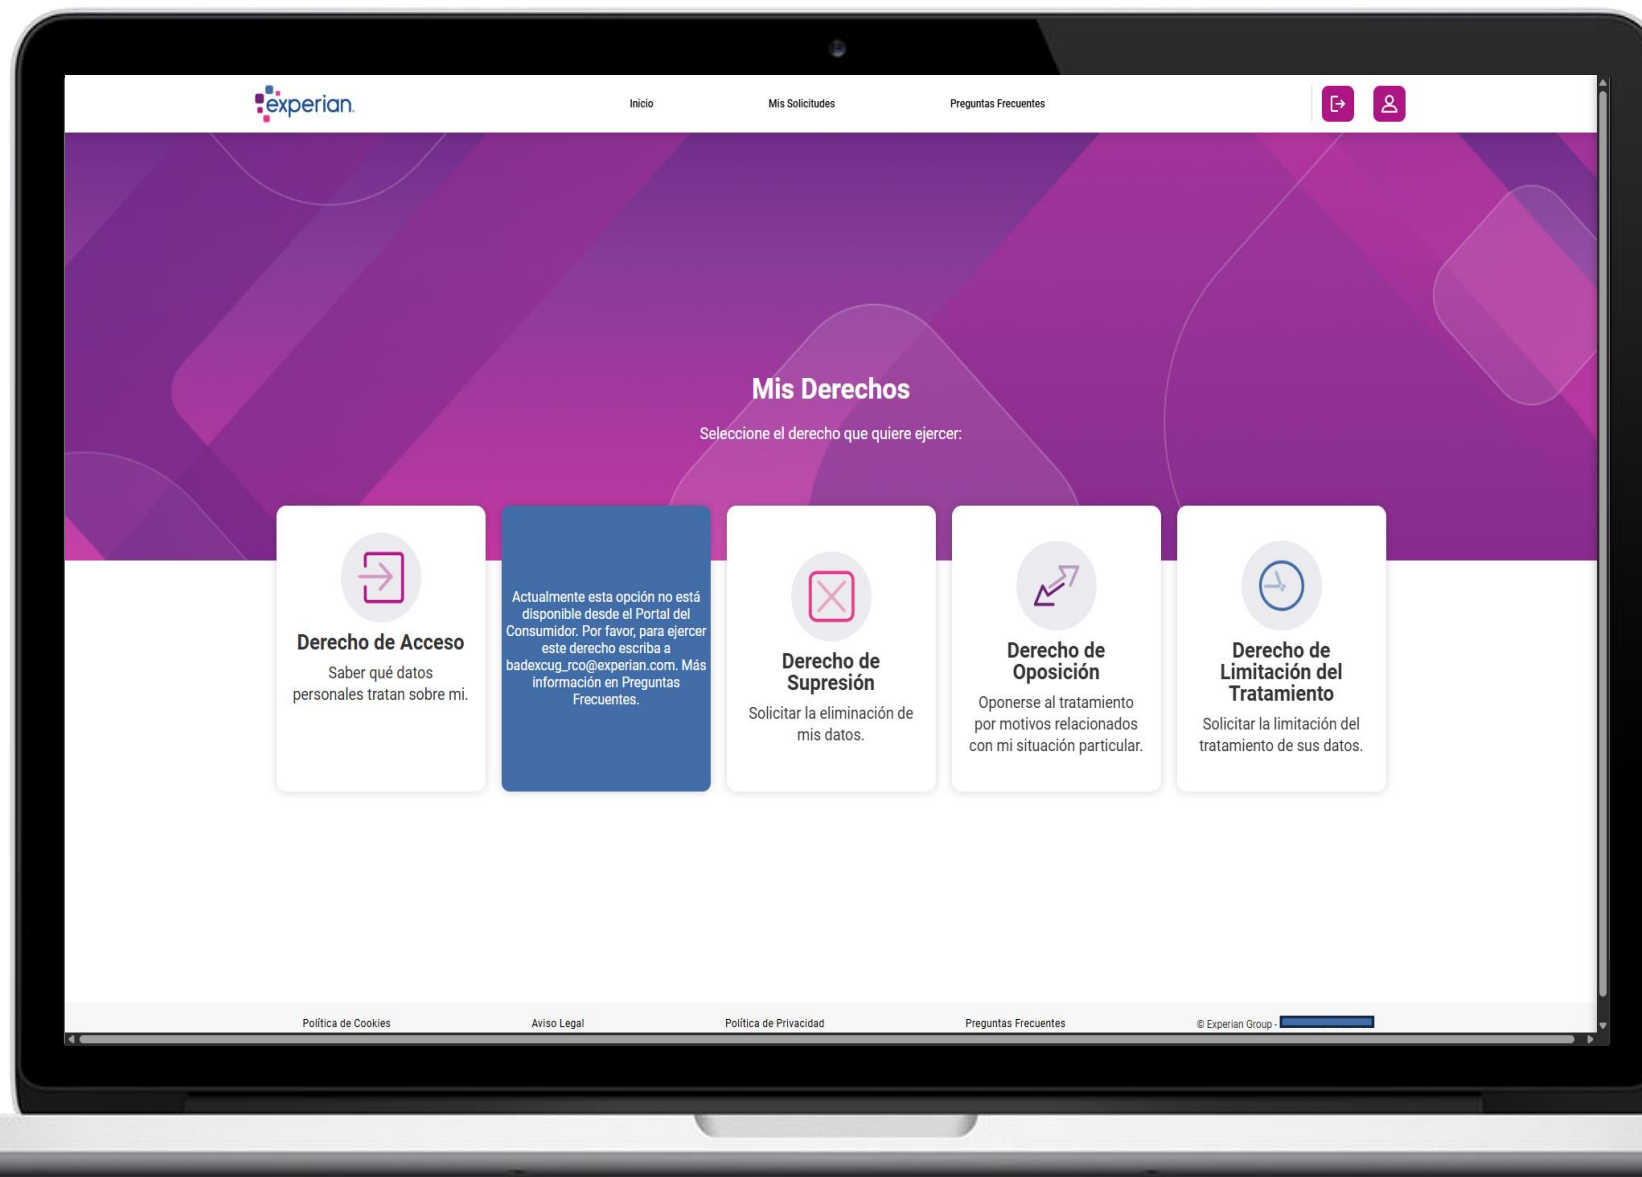 experian.
Inicio
Mis Solicitudes
Preguntas Frecuentes
Mis Derechos
Seleccione el derecho que quiere ejercer:
Derecho de Acceso
Saber qué datos
personales tratan sobre mi.
Actualmente esta opción no está
disponible desde el Portal del
Consumidor. Por favor, para ejercer
este derecho escriba a
badexcug_rco@experian.com. Más
información en Preguntas
Frecuentes.
Derecho de
Supresión
Solicitar la eliminación de
mis datos.
Derecho de
Oposición
Oponerse al tratamiento
por motivos relacionados
con mi situación particular.
Derecho de
Limitación del
Tratamiento
Solicitar la limitación del
tratamiento de sus datos.
Política de Cookies
Aviso Legal
Política de Privacidad
Preguntas Frecuentes
© Experian Group -